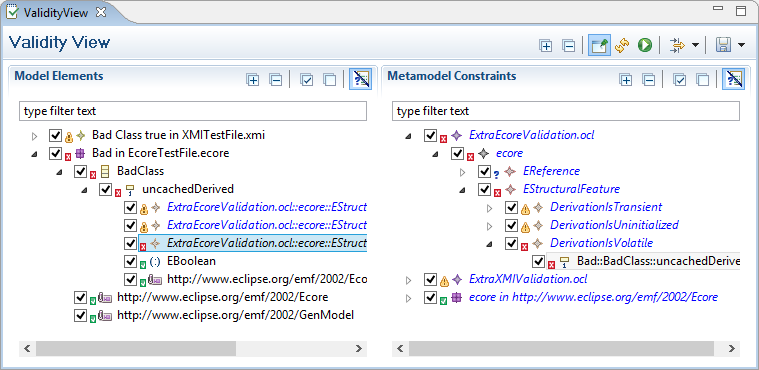 ValidityView
Validity View
Model Elements
type filter text
Bad Class true in XMITestFile.xmi
Bad in EcoreTestFile.ecore
BadClass
uncachedDerived
ExtraEcoreValidation.ocl::ecore::EStruct
ExtraEcoreValidation.ocl::ecore::EStruct
ExtraEcoreValidation.ocl::ecore::EStruct
EBoolean
http://www.eclipse.org/emf/2002/Eco
http://www.eclipse.org/emf/2002/Ecore
http://www.eclipse.org/emf/2002/GenModel
Metamodel Constraints
type filter text
ExtraEcoreValidation.ocl
ecore
EReference
EStructuralFeature
DerivationIsTransient
DerivationIsUninitialized
DerivationIsVolatile
Bad::BadClass::uncachedDerive
ExtraXMIValidation.ocl
ecore in http://www.eclipse.org/emf/2002/Ecore